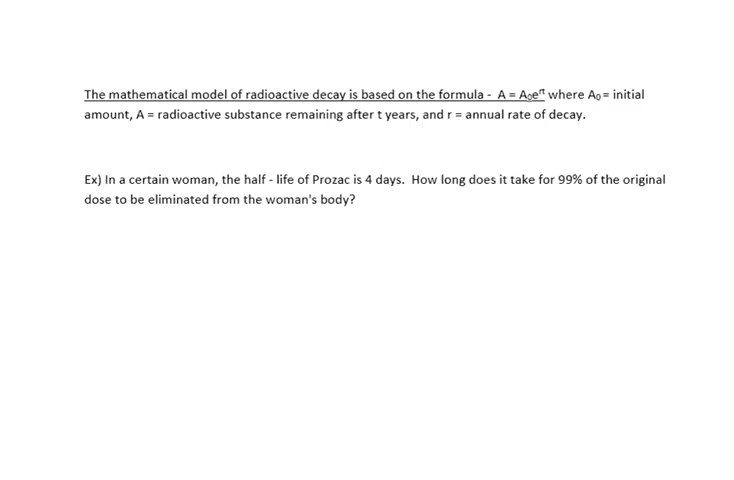 The mathematical model of radioactive decay is based on the formula - A = A₀eʳᵗ where A₀ = initial
amount, A = radioactive substance remaining after t years, and r = annual rate of decay.
Ex) In a certain woman, the half - life of Prozac is 4 days. How long does it take for 99% of the original
dose to be eliminated from the woman's body?